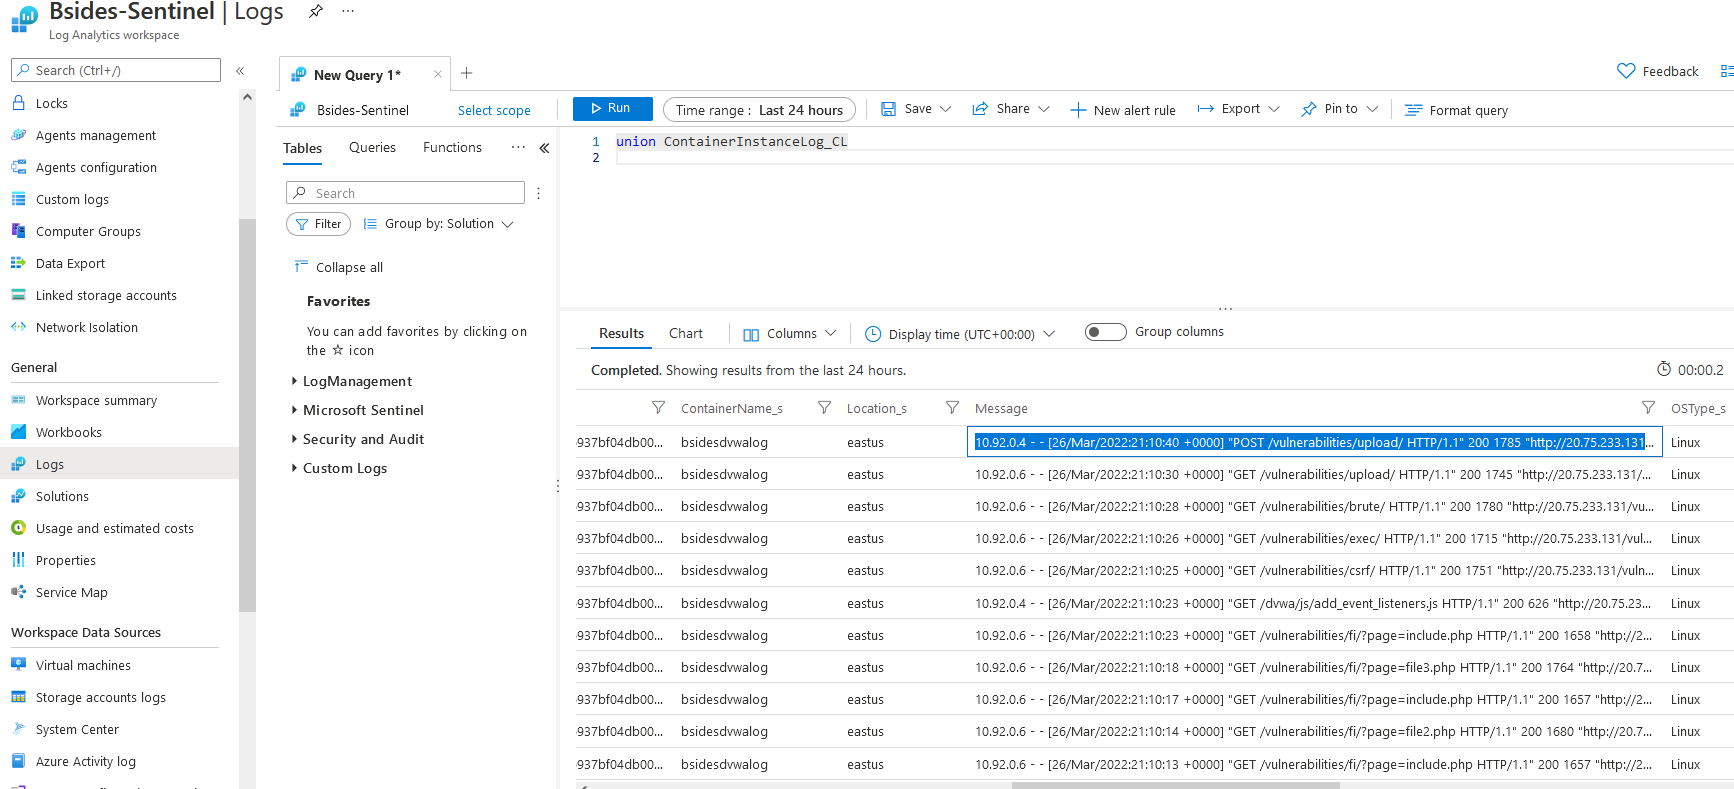 Bsides-Sentinel | Logs
Log Analytics workspace
Search (Ctrl+/)
Locks
Agents management
Agents configuration
Custom logs
Computer Groups
Data Export
Linked storage accounts
Network Isolation
General
Workspace summary
Workbooks
Logs
Solutions
Usage and estimated costs
Properties
Service Map
Workspace Data Sources
Virtual machines
Storage accounts logs
System Center
Azure Activity log
New Query 1*
Feedback
Bsides-Sentinel Select scope
Run Time range : Last 24 hours Save Share New alert rule Export Pin to Format query
Tables Queries Functions
Search
Filter Group by: Solution
Collapse all
Favorites
You can add favorites by clicking on
the ☆ icon
LogManagement
Microsoft Sentinel
Security and Audit
Custom Logs
1 union ContainerInstanceLog_CL
2
Results Chart Columns Display time (UTC+00:00) Group columns
Completed. Showing results from the last 24 hours. 00:00.2
ContainerName_s Location_s Message OSType_s
937bf04db00... bsidesdvwalog eastus 10.92.0.4 - - [26/Mar/2022:21:10:40 +0000] "POST /vulnerabilities/upload/ HTTP/1.1" 200 1785 "http://20.75.233.131... Linux
937bf04db00... bsidesdvwalog eastus 10.92.0.6 - - [26/Mar/2022:21:10:30 +0000] "GET /vulnerabilities/upload/ HTTP/1.1" 200 1745 "http://20.75.233.131/... Linux
937bf04db00... bsidesdvwalog eastus 10.92.0.6 - - [26/Mar/2022:21:10:28 +0000] "GET /vulnerabilities/brute/ HTTP/1.1" 200 1780 "http://20.75.233.131/vu... Linux
937bf04db00... bsidesdvwalog eastus 10.92.0.6 - - [26/Mar/2022:21:10:26 +0000] "GET /vulnerabilities/exec/ HTTP/1.1" 200 1715 "http://20.75.233.131/vul... Linux
937bf04db00... bsidesdvwalog eastus 10.92.0.6 - - [26/Mar/2022:21:10:25 +0000] "GET /vulnerabilities/csrf/ HTTP/1.1" 200 1751 "http://20.75.233.131/vuln... Linux
937bf04db00... bsidesdvwalog eastus 10.92.0.4 - - [26/Mar/2022:21:10:23 +0000] "GET /dvwa/js/add_event_listeners.js HTTP/1.1" 200 626 "http://20.75.23... Linux
937bf04db00... bsidesdvwalog eastus 10.92.0.6 - - [26/Mar/2022:21:10:23 +0000] "GET /vulnerabilities/fi/?page=include.php HTTP/1.1" 200 1658 "http://2... Linux
937bf04db00... bsidesdvwalog eastus 10.92.0.6 - - [26/Mar/2022:21:10:18 +0000] "GET /vulnerabilities/fi/?page=file3.php HTTP/1.1" 200 1764 "http://20.7... Linux
937bf04db00... bsidesdvwalog eastus 10.92.0.6 - - [26/Mar/2022:21:10:17 +0000] "GET /vulnerabilities/fi/?page=include.php HTTP/1.1" 200 1657 "http://2... Linux
937bf04db00... bsidesdvwalog eastus 10.92.0.6 - - [26/Mar/2022:21:10:14 +0000] "GET /vulnerabilities/fi/?page=file2.php HTTP/1.1" 200 1680 "http://20.7... Linux
937bf04db00... bsidesdvwalog eastus 10.92.0.6 - - [26/Mar/2022:21:10:13 +0000] "GET /vulnerabilities/fi/?page=include.php HTTP/1.1" 200 1657 "http://2... Linux